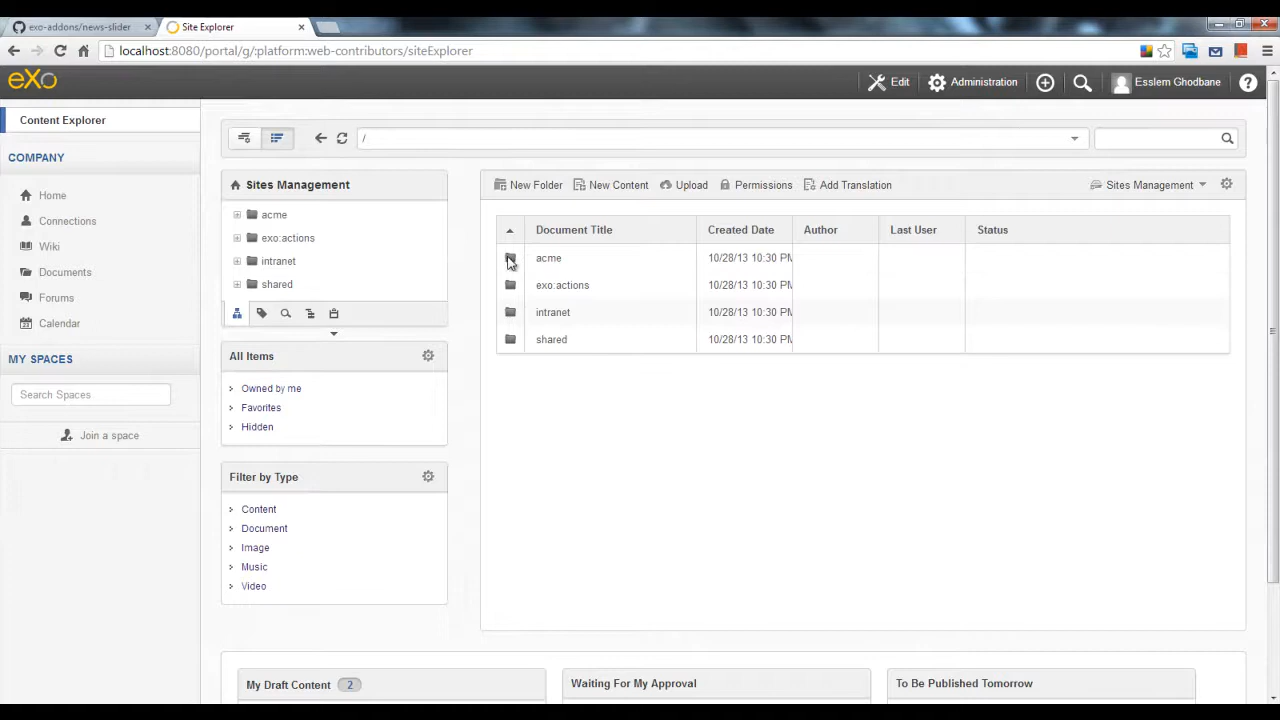 exo-addons/news-slider
Site Explorer
localhost:8080/portal/g/platform:web-contributors/siteExplorer
eXo
Edit
Administration
Esslem Ghodbane
Content Explorer
COMPANY
Home
Connections
Wiki
Documents
Forums
Calendar
MY SPACES
Search Spaces
Join a space
/
Sites Management
acme
exo:actions
intranet
shared
All Items
Owned by me
Favorites
Hidden
Filter by Type
Content
Document
Image
Music
Video
New Folder New Content Upload Permissions Add Translation Sites Management
Document Title Created Date Author Last User Status
acme 10/28/13 10:30 PM
exo:actions 10/28/13 10:30 PM
intranet 10/28/13 10:30 PM
shared 10/28/13 10:30 PM
My Draft Content 2
Waiting For My Approval
To Be Published Tomorrow